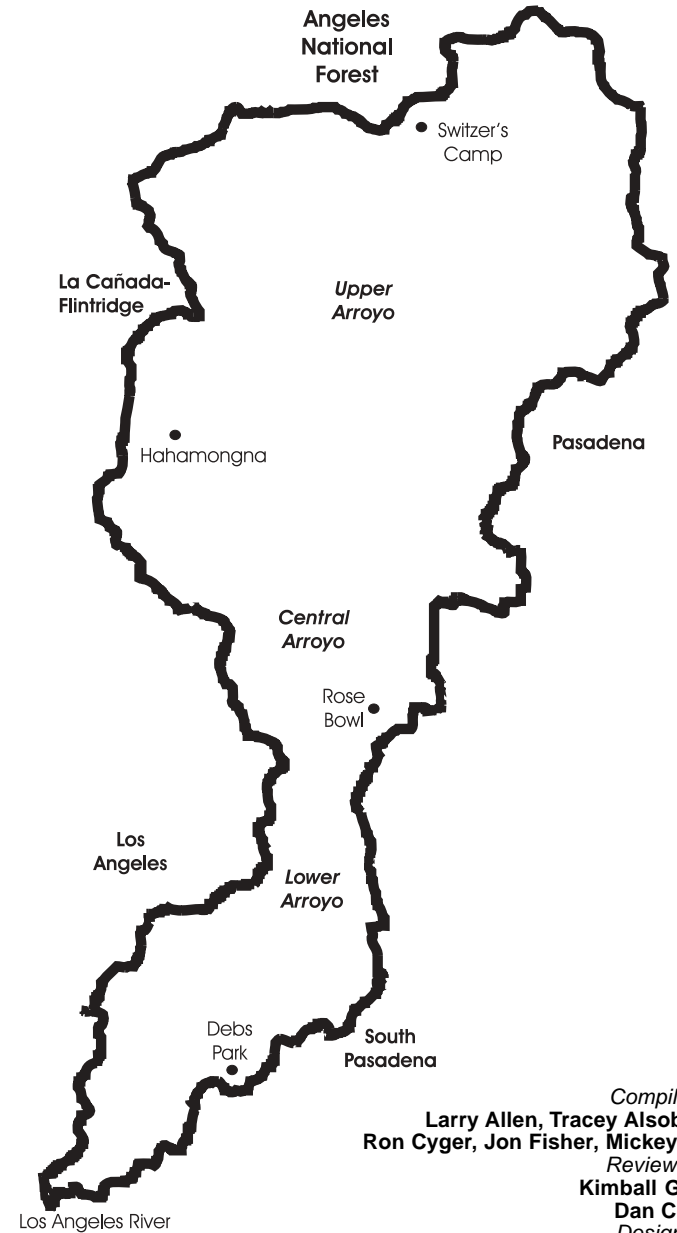 Angeles
National
Forest
Switzer's
Camp
La Cañada-
Flintridge
Upper
Arroyo
Pasadena
Hahamongna
Central
Arroyo
Rose
Bowl
Los
Angeles
Lower
Arroyo
Debs
Park
South
Pasadena
Larry Allen, Tracey
Ron Cyger, Jon Fisher, Mickey
Kimball
Dan
Los Angeles River